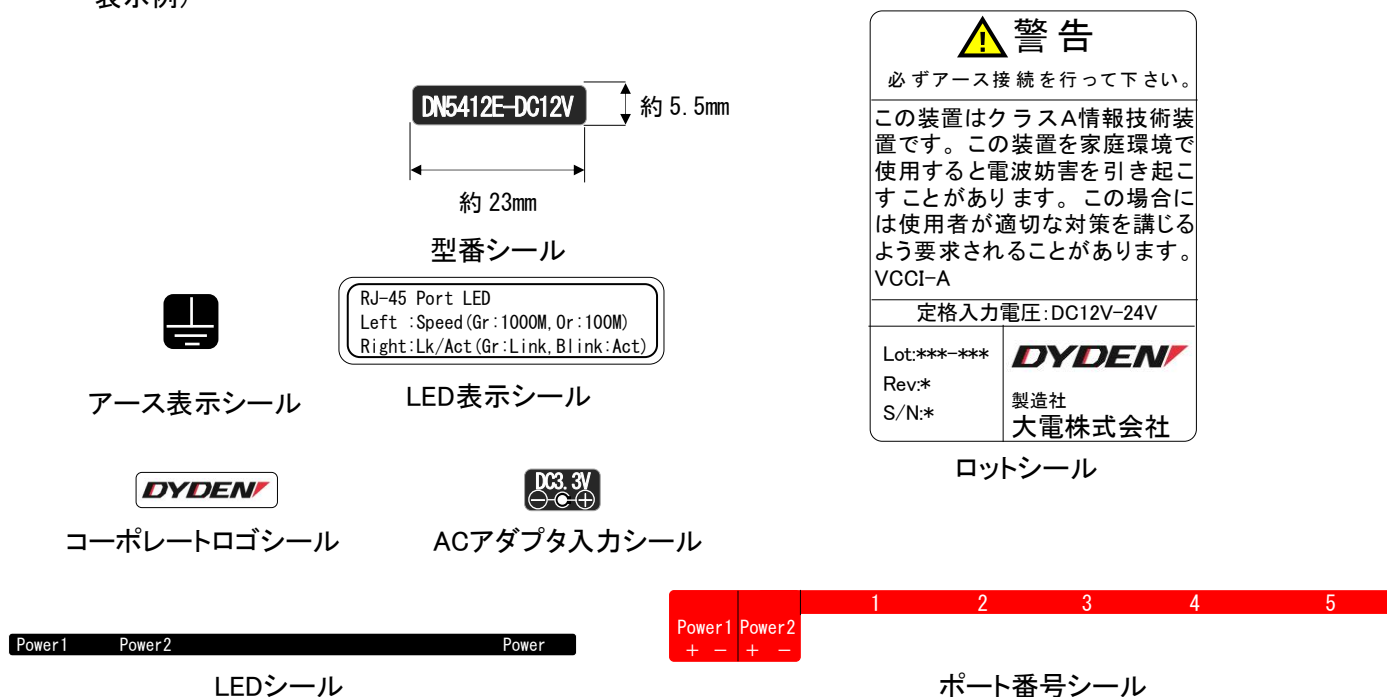 表示例)
警告
必ずアース接続を行って下さい。
この装置はクラスA情報技術装
置です。この装置を家庭環境で
使用すると電波妨害を引き起こ
すことがあります。この場合に
は使用者が適切な対策を講じる
よう要求されることがあります。
VCCI-A
定格入力電圧:DC12V-24V
Lot:***-***
Rev:*
S/N:*
DYDEN
製造社
大電株式会社
ロットシール
DN5412E-DC12V
約 5.5mm
約 23mm
型番シール
アース表示シール
RJ-45 Port LED
Left :Speed(Gr:1000M,Or:100M)
Right:Lk/Act(Gr:Link,Blink:Act)
LED表示シール
DYDEN
コーポレートロゴシール
DC3.3V
ACアダプタ入力シール
Power1 Power2 Power
LEDシール
1 2 3 4 5
Power1 Power2
+ - + -
ポート番号シール